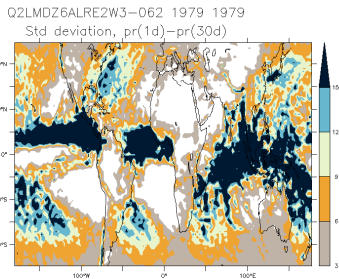 Q2LMDZ6ALRE2W3-062 1979 1979
Std deviation, pr(1d)-pr(30d)
°N
15
°N
12
0°
9
°S
6
°S
3
100°W 0° 100°E